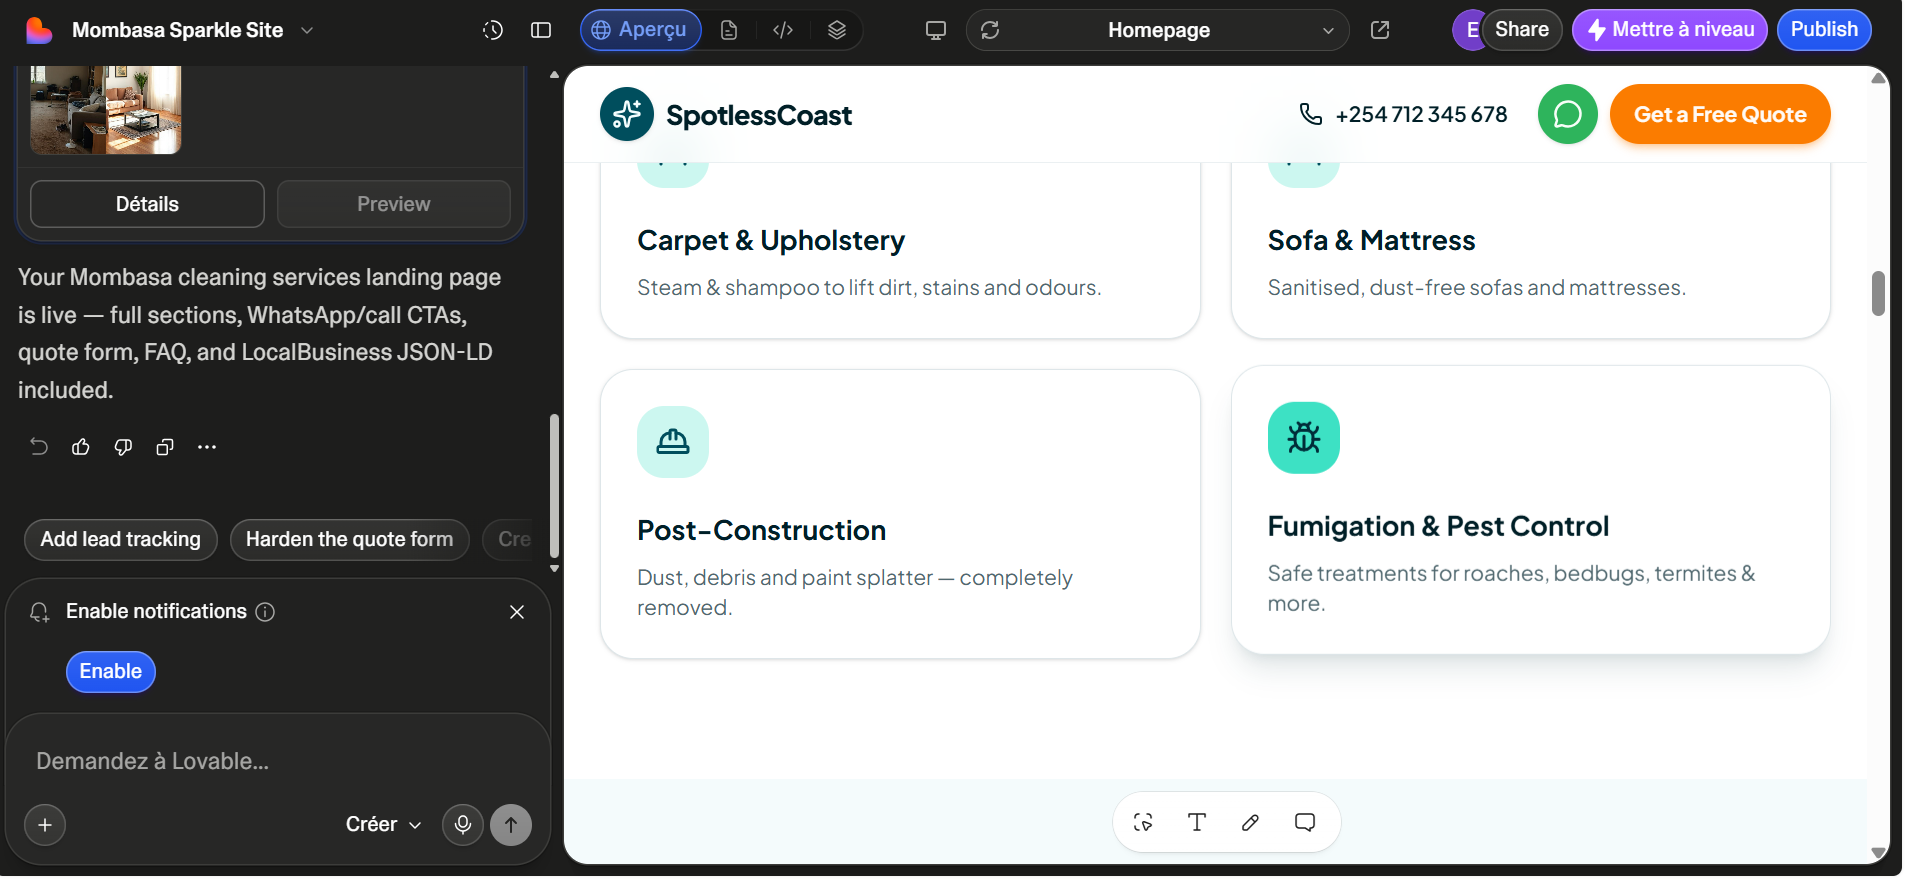 Mombasa Sparkle Site
Aperçu
Homepage
E
Share
Mettre à niveau
Publish
Détails
Preview
Your Mombasa cleaning services landing page
is live — full sections, WhatsApp/call CTAs,
quote form, FAQ, and LocalBusiness JSON-LD
included.
Add lead tracking
Harden the quote form
Cre
Enable notifications
Enable
Demandez à Lovable...
Créer
SpotlessCoast
+254 712 345 678
Get a Free Quote
Carpet & Upholstery
Steam & shampoo to lift dirt, stains and odours.
Sofa & Mattress
Sanitised, dust-free sofas and mattresses.
Post-Construction
Dust, debris and paint splatter — completely
removed.
Fumigation & Pest Control
Safe treatments for roaches, bedbugs, termites &
more.